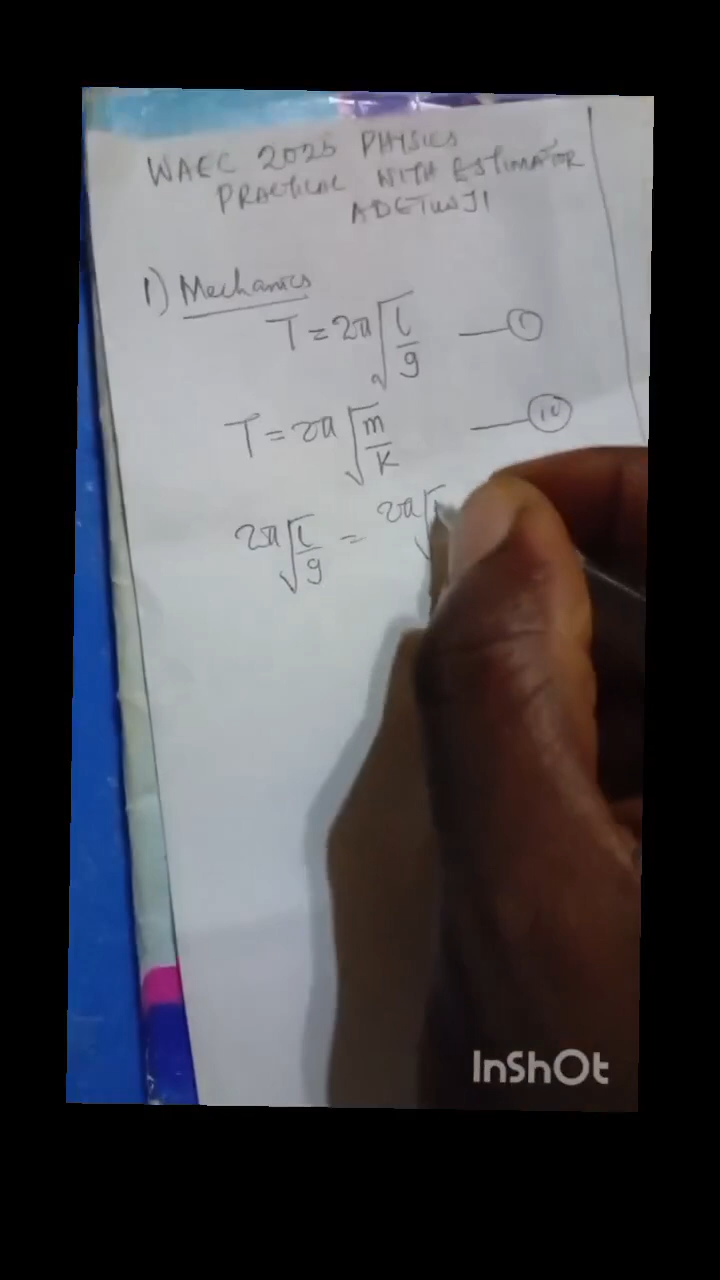 WAEC 2025 PHYSICS
PRACTICAL WITH ESTIMATOR
ADETUNJI
1) Mechanics
T = 2π√(l/g) — (i)
T = 2π√(m/k) — (ii)
2π√(l/g) = 2π√
InShOt